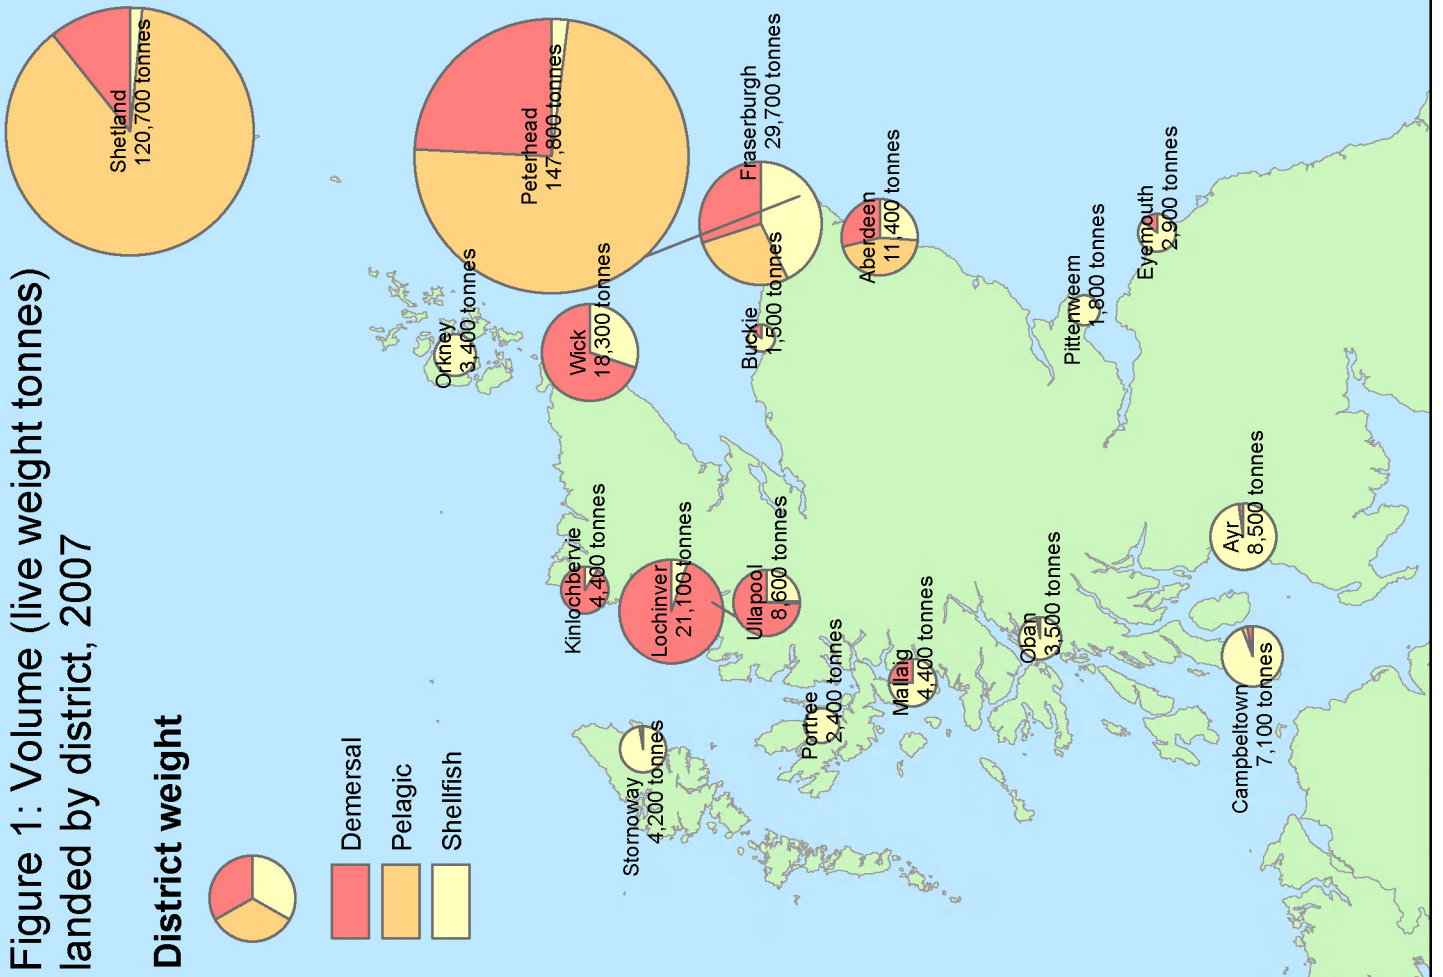 Figure 1: Volume (live weight tonnes)
landed by district, 2007
District weight
Demersal
Pelagic
Shellfish
Shetland
120,700 tonnes
Peterhead
147,800 tonnes
Fraserburgh
29,700 tonnes
Orkney
3,400 tonnes
Wick
18,300 tonnes
Buckie
1,500 tonnes
Aberdeen
11,400 tonnes
Kinlochbervie
4,400 tonnes
Lochinver
21,100 tonnes
Ullapool
8,600 tonnes
Stornoway
4,200 tonnes
Portree
2,400 tonnes
Mallaig
4,400 tonnes
Oban
3,500 tonnes
Pittenweem
1,800 tonnes
Eyemouth
2,900 tonnes
Ayr
8,500 tonnes
Campbeltown
7,100 tonnes